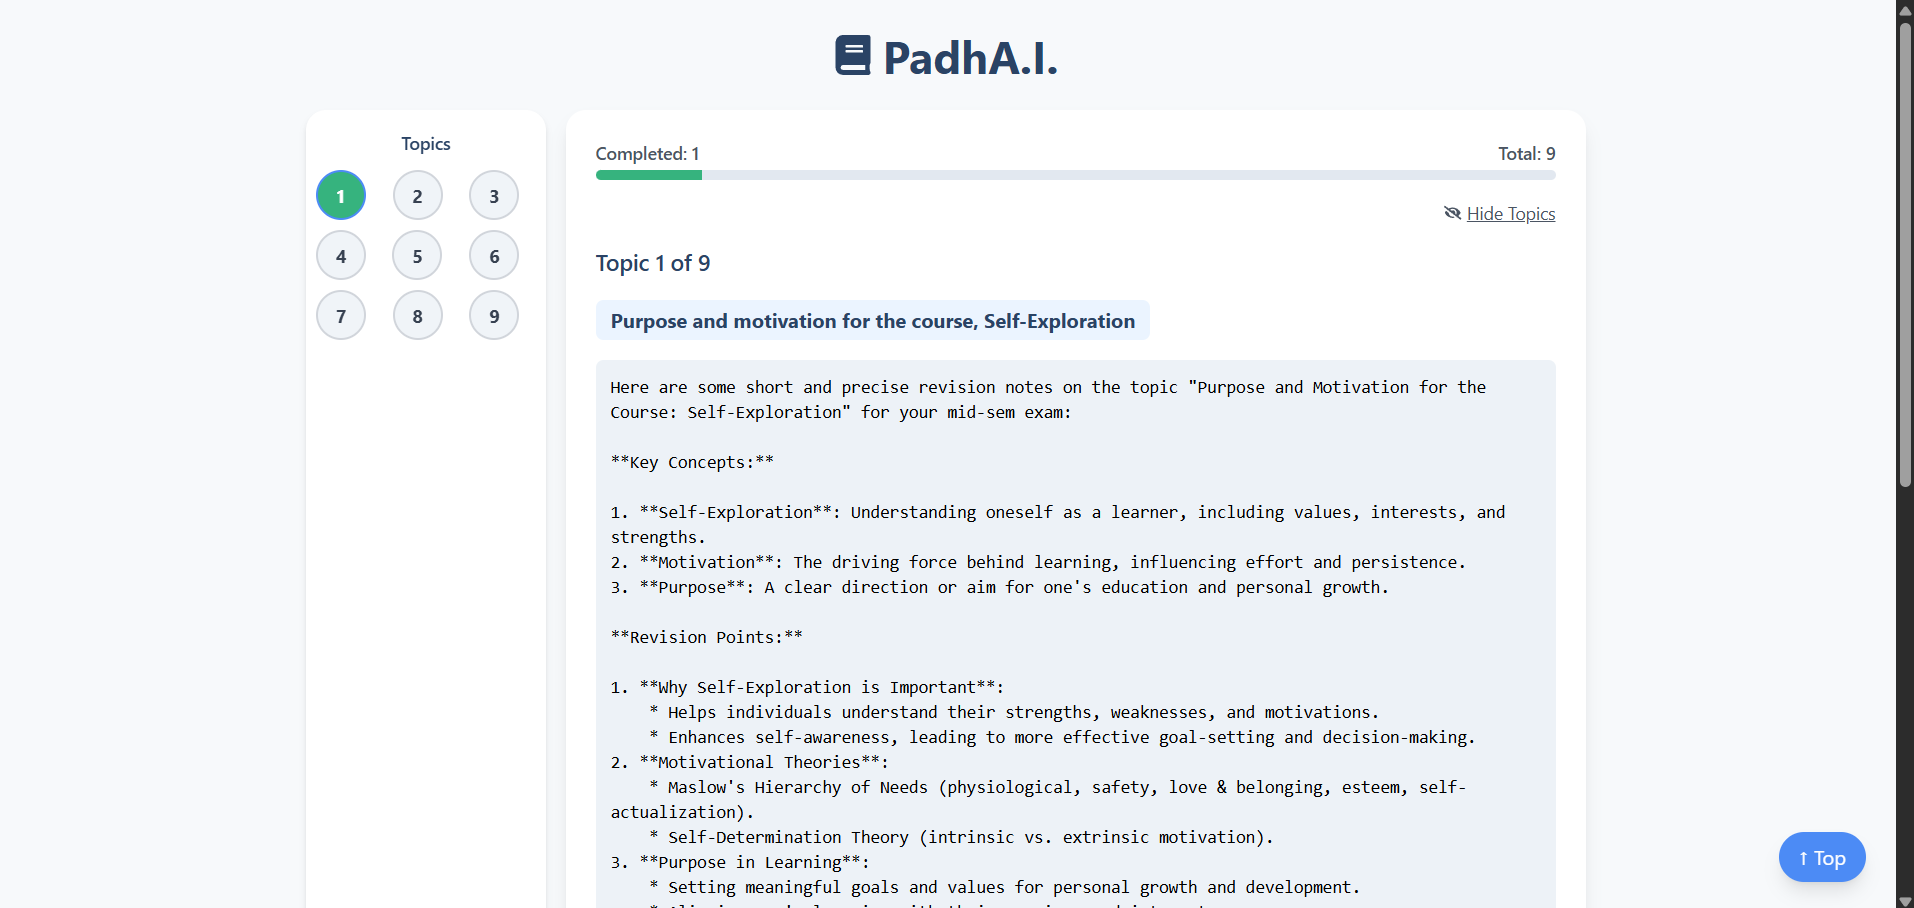 PadhA.I.
Topics
1 2 3
4 5 6
7 8 9
Completed: 1
Total: 9
Hide Topics
Topic 1 of 9
Purpose and motivation for the course, Self-Exploration
Here are some short and precise revision notes on the topic "Purpose and Motivation for the
Course: Self-Exploration" for your mid-sem exam:
**Key Concepts:**
1. **Self-Exploration**: Understanding oneself as a learner, including values, interests, and
strengths.
2. **Motivation**: The driving force behind learning, influencing effort and persistence.
3. **Purpose**: A clear direction or aim for one's education and personal growth.
**Revision Points:**
1. **Why Self-Exploration is Important**:
* Helps individuals understand their strengths, weaknesses, and motivations.
* Enhances self-awareness, leading to more effective goal-setting and decision-making.
2. **Motivational Theories**:
* Maslow's Hierarchy of Needs (physiological, safety, love & belonging, esteem, self-
actualization).
* Self-Determination Theory (intrinsic vs. extrinsic motivation).
3. **Purpose in Learning**:
* Setting meaningful goals and values for personal growth and development.
↑ Top